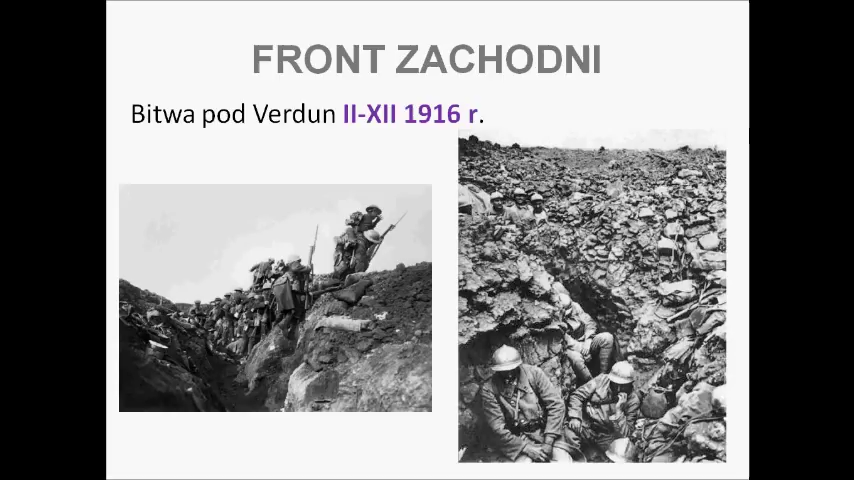 FRONT ZACHODNI
Bitwa pod Verdun II-XII 1916 r.